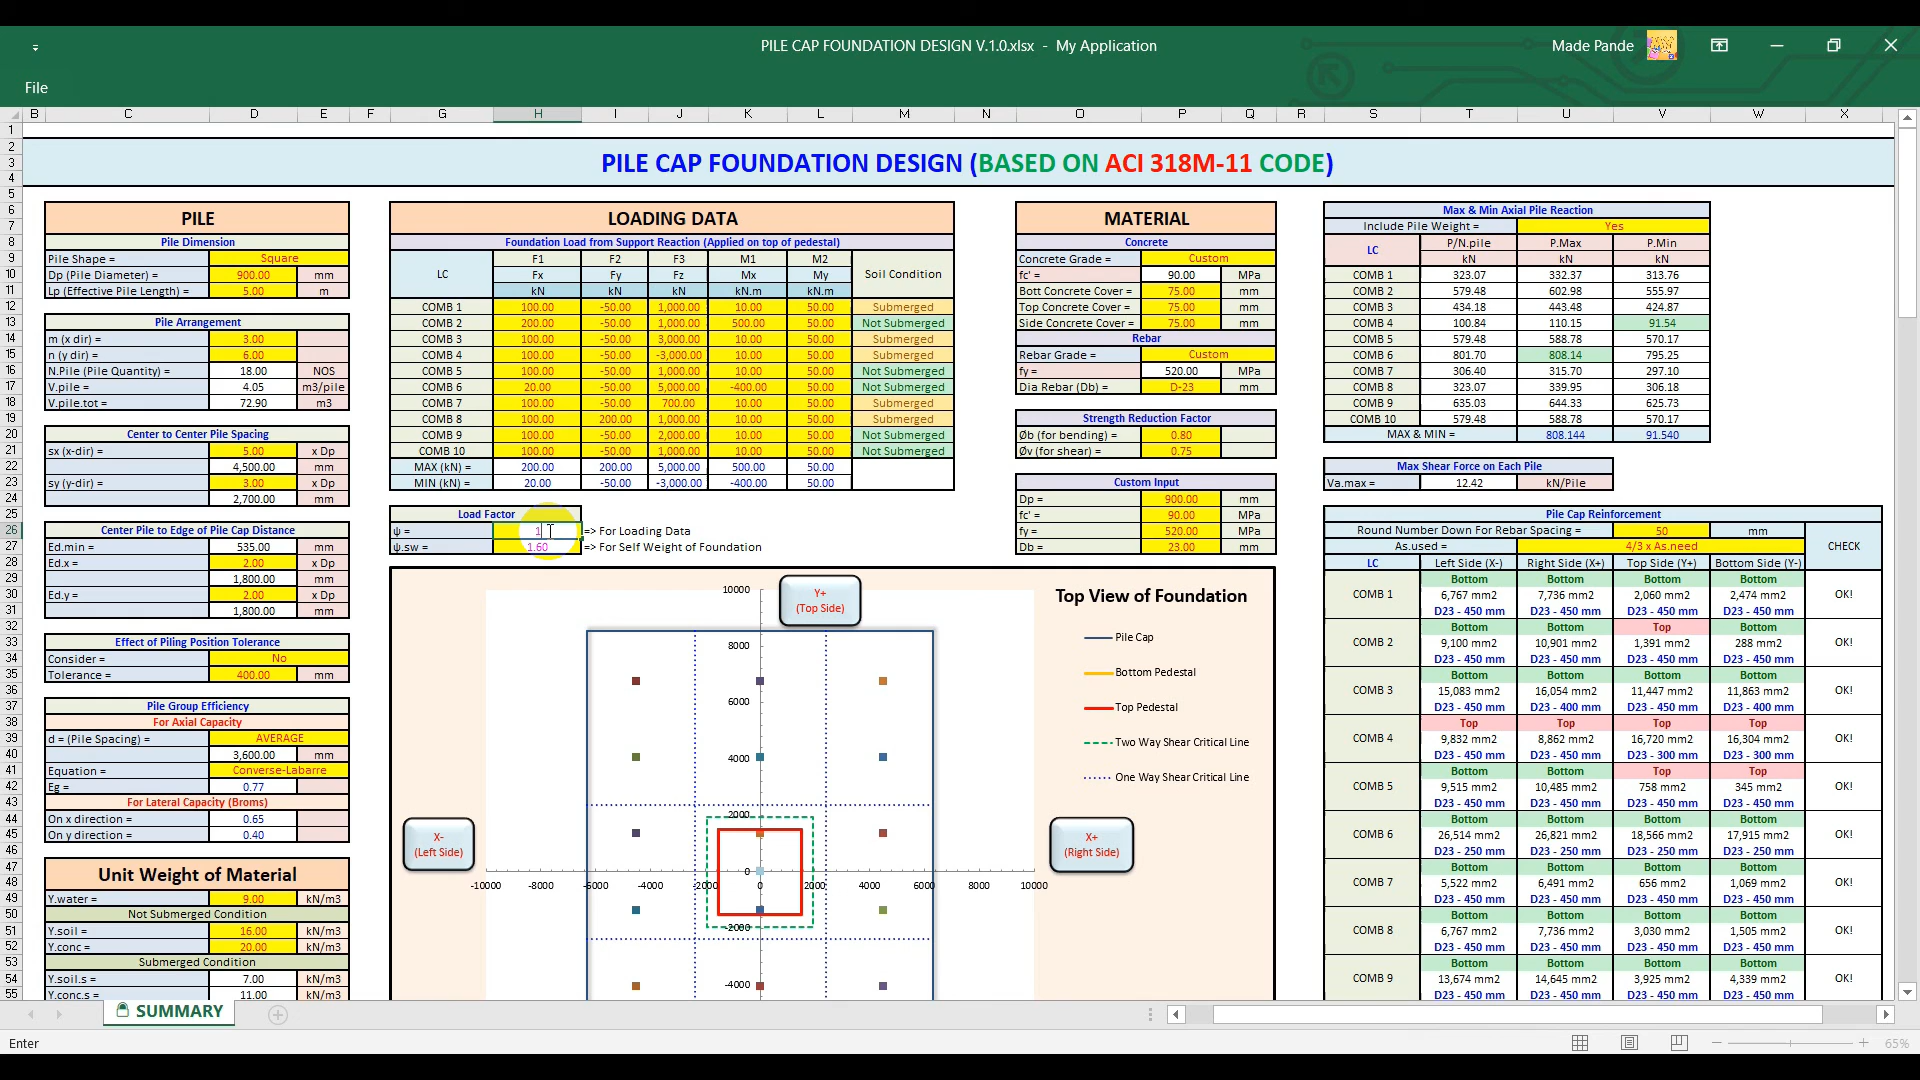 PILE CAP FOUNDATION DESIGN V.1.0.xlsx - My Application
Made Pande
File
B C D E F G H I J K L M N O P Q R S T U V W X
PILE CAP FOUNDATION DESIGN (BASED ON ACI 318M-11 CODE)
PILE
Pile Dimension
Pile Shape = Square
Dp (Pile Diameter) = 900.00 mm
Lp (Effective Pile Length) = 5.00 m
Pile Arrangement
m (x dir) = 3.00
n (y dir) = 6.00
N.Pile (Pile Quantity) = 18.00 NOS
V.pile = 4.05 m3/pile
V.pile.tot = 72.90 m3
Center to Center Pile Spacing
sx (x-dir) = 5.00 x Dp
4,500.00 mm
sy (y-dir) = 3.00 x Dp
2,700.00 mm
Center Pile to Edge of Pile Cap Distance
Ed.min = 535.00 mm
Ed.x = 2.00 x Dp
1,800.00 mm
Ed.y = 2.00 x Dp
1,800.00 mm
Effect of Piling Position Tolerance
Consider = No
Tolerance = 400.00 mm
Pile Group Efficiency
For Axial Capacity
d = (Pile Spacing) = AVERAGE
3,600.00 mm
Equation = Converse-Labarre
Eg = 0.77
For Lateral Capacity (Broms)
On x direction = 0.65
On y direction = 0.40
Unit Weight of Material
Y.water = 9.00 kN/m3
Not Submerged Condition
Y.soil = 16.00 kN/m3
Y.conc = 20.00 kN/m3
Submerged Condition
Y.soil.s = 7.00 kN/m3
Y.conc.s = 11.00 kN/m3
LOADING DATA
Foundation Load from Support Reaction (Applied on top of pedestal)
LC F1 F2 F3 M1 M2 Soil Condition
Fx Fy Fz Mx My
kN kN kN kN.m kN.m
COMB 1 100.00 -50.00 1,000.00 10.00 50.00 Submerged
COMB 2 200.00 -50.00 1,000.00 500.00 50.00 Not Submerged
COMB 3 100.00 -50.00 3,000.00 10.00 50.00 Submerged
COMB 4 100.00 -50.00 -3,000.00 10.00 50.00 Submerged
COMB 5 100.00 -50.00 1,000.00 10.00 50.00 Not Submerged
COMB 6 20.00 -50.00 5,000.00 -400.00 50.00 Not Submerged
COMB 7 100.00 -50.00 700.00 10.00 50.00 Submerged
COMB 8 100.00 200.00 1,000.00 10.00 50.00 Submerged
COMB 9 100.00 -50.00 2,000.00 10.00 50.00 Not Submerged
COMB 10 100.00 -50.00 1,000.00 10.00 50.00 Not Submerged
MAX (kN) = 200.00 200.00 5,000.00 500.00 50.00
MIN (kN) = 20.00 -50.00 -3,000.00 -400.00 50.00
Load Factor
ψ = 1 => For Loading Data
ψ.sw = 1.60 => For Self Weight of Foundation
Top View of Foundation
Y+
(Top Side)
X-
(Left Side)
X+
(Right Side)
10000
8000
6000
4000
2000
0
-2000
-4000
-10000 -8000 -6000 -4000 -2000 0 2000 4000 6000 8000 10000
Pile Cap
Bottom Pedestal
Top Pedestal
Two Way Shear Critical Line
One Way Shear Critical Line
MATERIAL
Concrete
Concrete Grade = Custom
fc' = 90.00 MPa
Bott Concrete Cover = 75.00 mm
Top Concrete Cover = 75.00 mm
Side Concrete Cover = 75.00 mm
Rebar
Rebar Grade = Custom
fy = 520.00 MPa
Dia Rebar (Db) = D-23 mm
Strength Reduction Factor
Øb (for bending) = 0.80
Øv (for shear) = 0.75
Custom Input
Dp = 900.00 mm
fc' = 90.00 MPa
fy = 520.00 MPa
Db = 23.00 mm
Max & Min Axial Pile Reaction
Include Pile Weight = Yes
LC P/N.pile P.Max P.Min
kN kN kN
COMB 1 323.07 332.37 313.76
COMB 2 579.48 602.98 555.97
COMB 3 434.18 443.48 424.87
COMB 4 100.84 110.15 91.54
COMB 5 579.48 588.78 570.17
COMB 6 801.70 808.14 795.25
COMB 7 306.40 315.70 297.10
COMB 8 323.07 339.95 306.18
COMB 9 635.03 644.33 625.73
COMB 10 579.48 588.78 570.17
MAX & MIN = 808.144 91.540
Max Shear Force on Each Pile
Va.max = 12.42 kN/Pile
Pile Cap Reinforcement
Round Number Down For Rebar Spacing = 50 mm CHECK
As.used = 4/3 x As.need
LC Left Side (X-) Right Side (X+) Top Side (Y+) Bottom Side (Y-)
COMB 1 Bottom Bottom Bottom Bottom OK!
6,767 mm2 7,736 mm2 2,060 mm2 2,474 mm2
D23 - 450 mm D23 - 450 mm D23 - 450 mm D23 - 450 mm
COMB 2 Bottom Bottom Top Bottom OK!
9,100 mm2 10,901 mm2 1,391 mm2 288 mm2
D23 - 450 mm D23 - 450 mm D23 - 450 mm D23 - 450 mm
COMB 3 Bottom Bottom Bottom Bottom OK!
15,083 mm2 16,054 mm2 11,447 mm2 11,863 mm2
D23 - 450 mm D23 - 400 mm D23 - 450 mm D23 - 400 mm
COMB 4 Top Top Top Top OK!
9,832 mm2 8,862 mm2 16,720 mm2 16,304 mm2
D23 - 450 mm D23 - 450 mm D23 - 300 mm D23 - 300 mm
COMB 5 Bottom Bottom Top Top OK!
9,515 mm2 10,485 mm2 758 mm2 345 mm2
D23 - 450 mm D23 - 450 mm D23 - 450 mm D23 - 450 mm
COMB 6 Bottom Bottom Bottom Bottom OK!
26,514 mm2 26,821 mm2 18,566 mm2 17,915 mm2
D23 - 250 mm D23 - 250 mm D23 - 250 mm D23 - 250 mm
COMB 7 Bottom Bottom Bottom Bottom OK!
5,522 mm2 6,491 mm2 656 mm2 1,069 mm2
D23 - 450 mm D23 - 450 mm D23 - 450 mm D23 - 450 mm
COMB 8 Bottom Bottom Bottom Bottom OK!
6,767 mm2 7,736 mm2 3,030 mm2 1,505 mm2
D23 - 450 mm D23 - 450 mm D23 - 450 mm D23 - 450 mm
COMB 9 Bottom Bottom Bottom Bottom OK!
13,674 mm2 14,645 mm2 3,925 mm2 4,339 mm2
D23 - 450 mm D23 - 450 mm D23 - 450 mm D23 - 450 mm
SUMMARY
Enter
65%